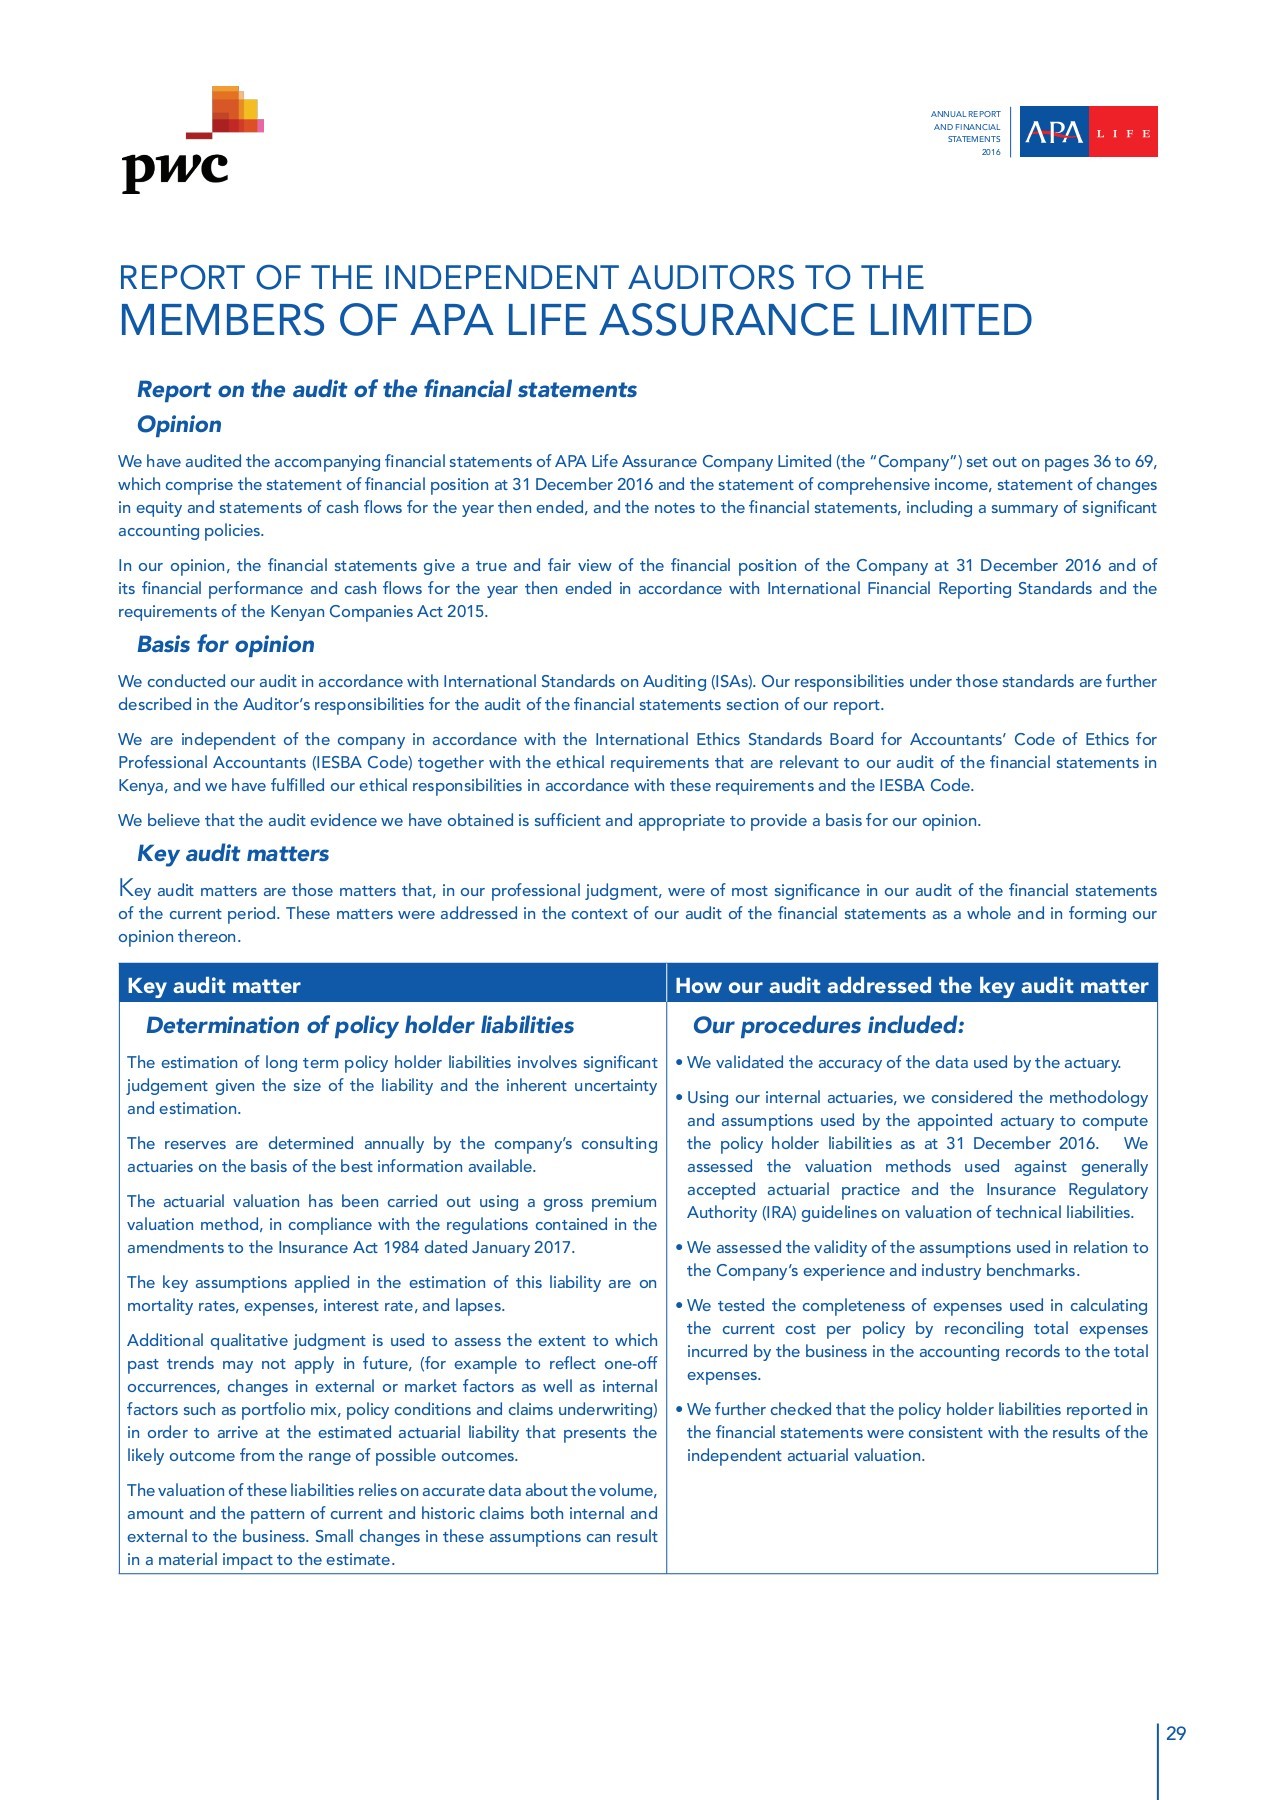 pwc
ANNUAL REPORT
AND FINANCIAL
STATEMENTS
2016
APA LIFE
REPORT OF THE INDEPENDENT AUDITORS TO THE
MEMBERS OF APA LIFE ASSURANCE LIMITED
Report on the audit of the financial statements
Opinion
We have audited the accompanying financial statements of APA Life Assurance Company Limited (the “Company”) set out on pages 36 to 69,
which comprise the statement of financial position at 31 December 2016 and the statement of comprehensive income, statement of changes
in equity and statements of cash flows for the year then ended, and the notes to the financial statements, including a summary of significant
accounting policies.
In our opinion, the financial statements give a true and fair view of the financial position of the Company at 31 December 2016 and of
its financial performance and cash flows for the year then ended in accordance with International Financial Reporting Standards and the
requirements of the Kenyan Companies Act 2015.
Basis for opinion
We conducted our audit in accordance with International Standards on Auditing (ISAs). Our responsibilities under those standards are further
described in the Auditor’s responsibilities for the audit of the financial statements section of our report.
We are independent of the company in accordance with the International Ethics Standards Board for Accountants’ Code of Ethics for
Professional Accountants (IESBA Code) together with the ethical requirements that are relevant to our audit of the financial statements in
Kenya, and we have fulfilled our ethical responsibilities in accordance with these requirements and the IESBA Code.
We believe that the audit evidence we have obtained is sufficient and appropriate to provide a basis for our opinion.
Key audit matters
Key audit matters are those matters that, in our professional judgment, were of most significance in our audit of the financial statements
of the current period. These matters were addressed in the context of our audit of the financial statements as a whole and in forming our
opinion thereon.
Key audit matter
Determination of policy holder liabilities
The estimation of long term policy holder liabilities involves significant
judgement given the size of the liability and the inherent uncertainty
and estimation.
The reserves are determined annually by the company’s consulting
actuaries on the basis of the best information available.
The actuarial valuation has been carried out using a gross premium
valuation method, in compliance with the regulations contained in the
amendments to the Insurance Act 1984 dated January 2017.
The key assumptions applied in the estimation of this liability are on
mortality rates, expenses, interest rate, and lapses.
Additional qualitative judgment is used to assess the extent to which
past trends may not apply in future, (for example to reflect one-off
occurrences, changes in external or market factors as well as internal
factors such as portfolio mix, policy conditions and claims underwriting)
in order to arrive at the estimated actuarial liability that presents the
likely outcome from the range of possible outcomes.
The valuation of these liabilities relies on accurate data about the volume,
amount and the pattern of current and historic claims both internal and
external to the business. Small changes in these assumptions can result
in a material impact to the estimate.
How our audit addressed the key audit matter
Our procedures included:
• We validated the accuracy of the data used by the actuary.
• Using our internal actuaries, we considered the methodology
and assumptions used by the appointed actuary to compute
the policy holder liabilities as at 31 December 2016. We
assessed the valuation methods used against generally
accepted actuarial practice and the Insurance Regulatory
Authority (IRA) guidelines on valuation of technical liabilities.
• We assessed the validity of the assumptions used in relation to
the Company’s experience and industry benchmarks.
• We tested the completeness of expenses used in calculating
the current cost per policy by reconciling total expenses
incurred by the business in the accounting records to the total
expenses.
• We further checked that the policy holder liabilities reported in
the financial statements were consistent with the results of the
independent actuarial valuation.
29